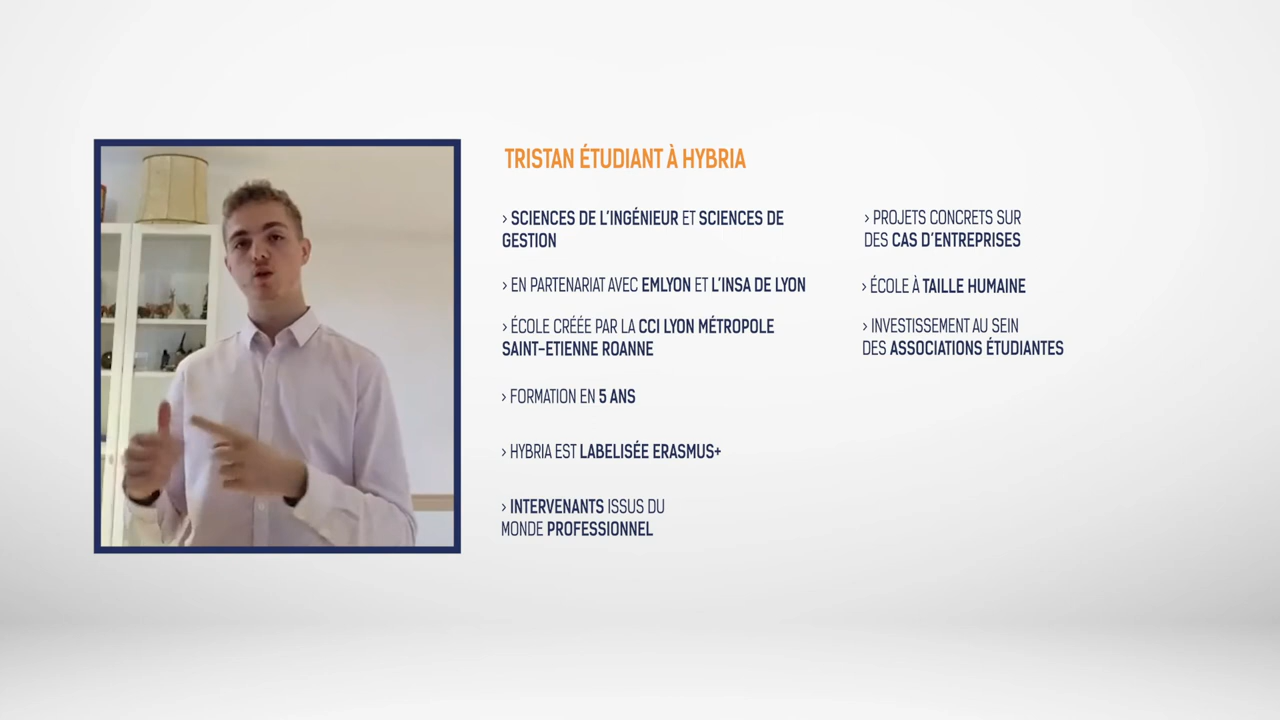 TRISTAN ÉTUDIANT À HYBRIA
› SCIENCES DE L'INGÉNIEUR ET SCIENCES DE
GESTION
› EN PARTENARIAT AVEC EMLYON ET L'INSA DE LYON
› ÉCOLE CRÉÉE PAR LA CCI LYON MÉTROPOLE
SAINT-ETIENNE ROANNE
› FORMATION EN 5 ANS
› HYBRIA EST LABELISÉE ERASMUS+
› INTERVENANTS ISSUS DU
MONDE PROFESSIONNEL
› PROJETS CONCRETS SUR
DES CAS D'ENTREPRISES
› ÉCOLE À TAILLE HUMAINE
› INVESTISSEMENT AU SEIN
DES ASSOCIATIONS ÉTUDIANTES